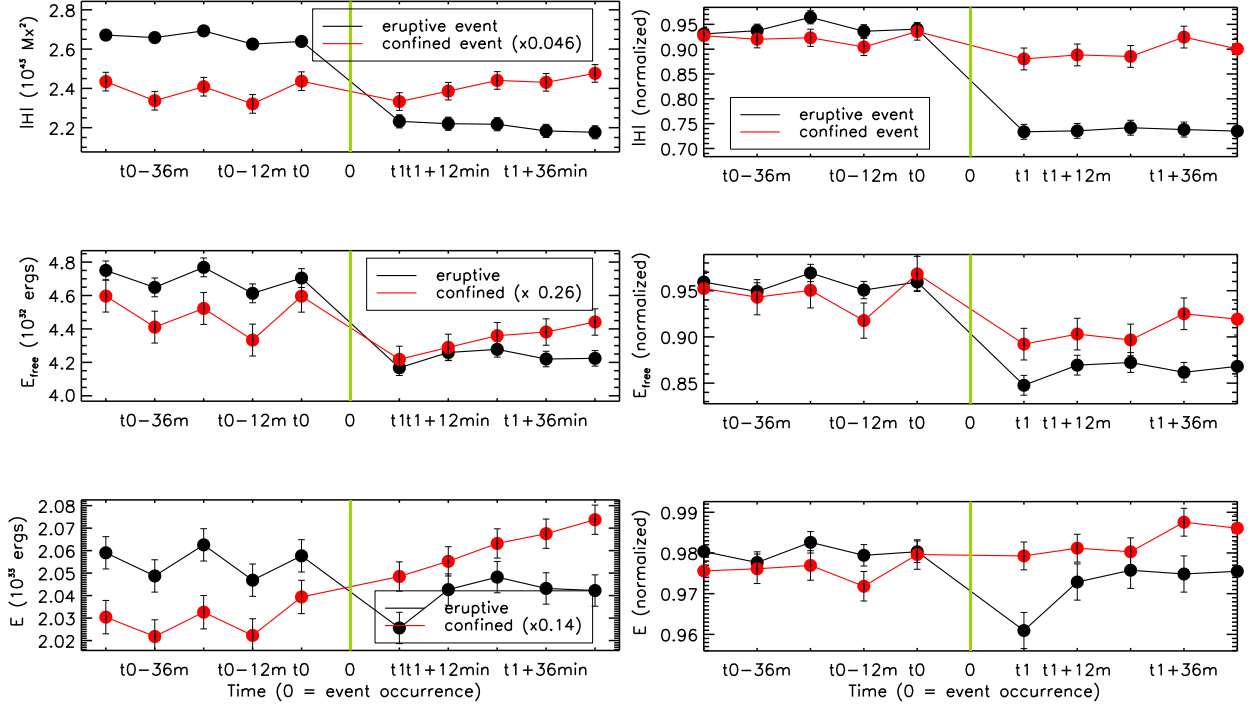 |H| (10⁴³ Mx²)
2.8
2.6
2.4
2.2
eruptive event
confined event (x0.046)
t0−36m t0−12m t0 0 t1t1+12min t1+36min
|H| (normalized)
0.95
0.90
0.85
0.80
0.75
0.70
eruptive event
confined event
t0−36m t0−12m t0 0 t1 t1+12m t1+36m
E_free (10³² ergs)
4.8
4.6
4.4
4.2
4.0
eruptive
confined (x 0.26)
t0−36m t0−12m t0 0 t1t1+12min t1+36min
E_free (normalized)
0.95
0.90
0.85
t0−36m t0−12m t0 0 t1 t1+12m t1+36m
E (10³³ ergs)
2.08
2.07
2.06
2.05
2.04
2.03
2.02
eruptive
confined (x0.14)
t0−36m t0−12m t0 0 t1t1+12min t1+36min
Time (0 = event occurrence)
E (normalized)
0.99
0.98
0.97
0.96
t0−36m t0−12m t0 0 t1 t1+12m t1+36m
Time (0 = event occurrence)